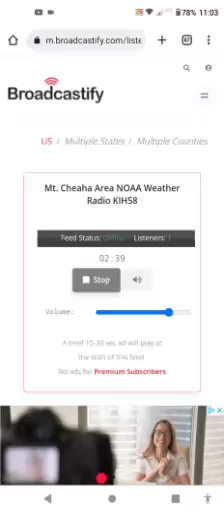 78% 11:03
m.broadcastify.com/liste
Broadcastify
US / Multiple States / Multiple Counties
Mt. Cheaha Area NOAA Weather
Radio KIH58
Feed Status: Online Listeners: 1
02:39
Stop
Volume:
A brief 15-30 sec. ad will play at
the start of this feed
No ads for Premium Subscribers